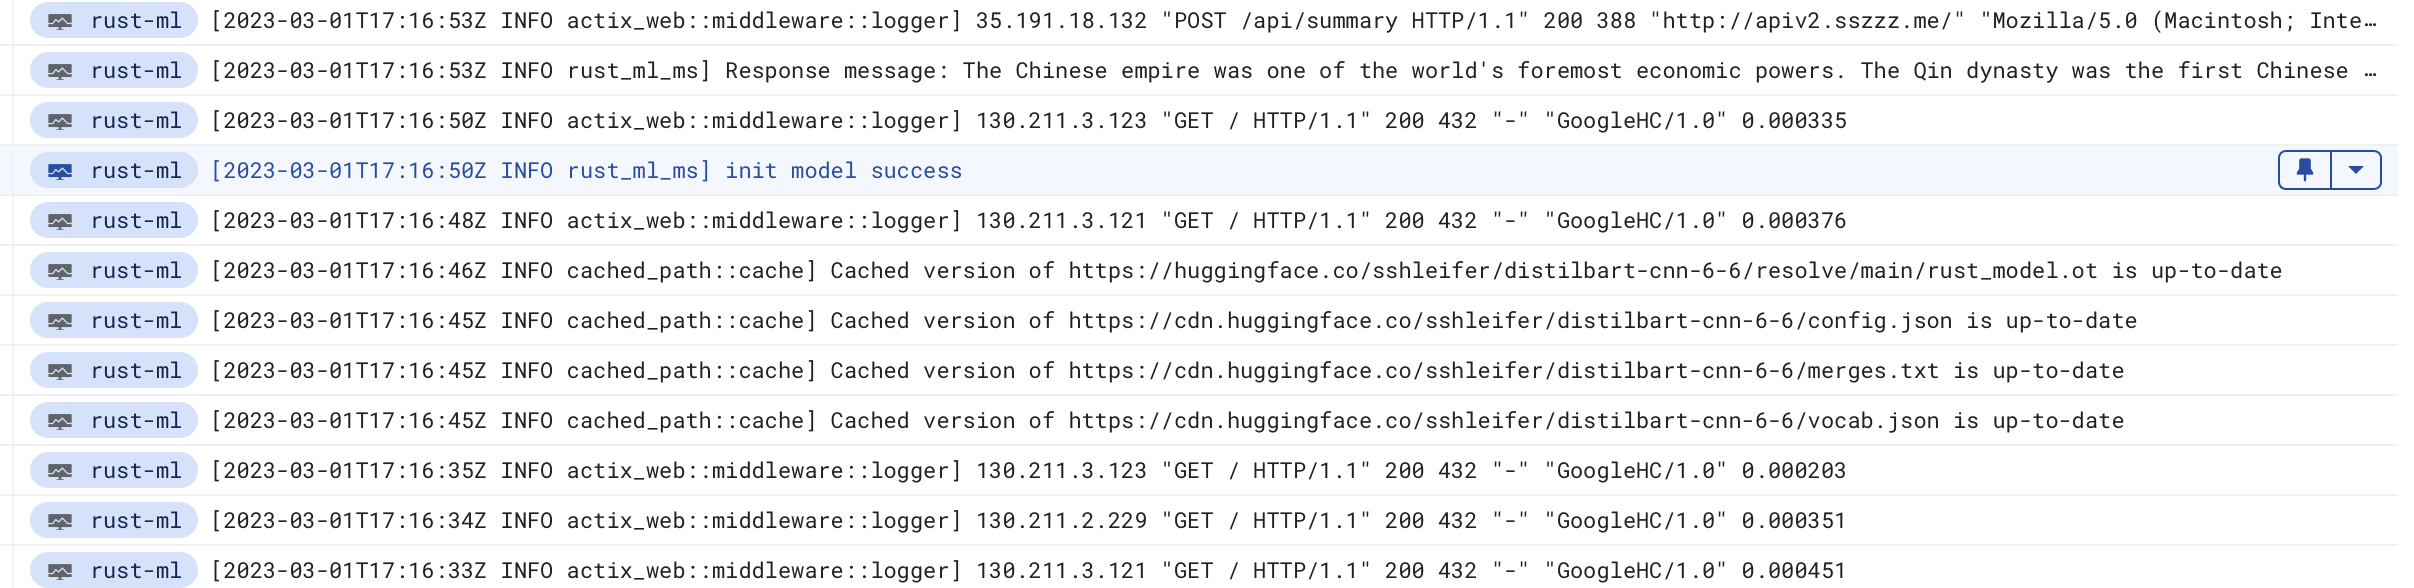 rust-ml [2023-03-01T17:16:53Z INFO actix_web::middleware::logger] 35.191.18.132 "POST /api/summary HTTP/1.1" 200 388 "http://apiv2.sszzz.me/" "Mozilla/5.0 (Macintosh; Inte…
rust-ml [2023-03-01T17:16:53Z INFO rust_ml_ms] Response message: The Chinese empire was one of the world's foremost economic powers. The Qin dynasty was the first Chinese …
rust-ml [2023-03-01T17:16:50Z INFO actix_web::middleware::logger] 130.211.3.123 "GET / HTTP/1.1" 200 432 "-" "GoogleHC/1.0" 0.000335
rust-ml [2023-03-01T17:16:50Z INFO rust_ml_ms] init model success
rust-ml [2023-03-01T17:16:48Z INFO actix_web::middleware::logger] 130.211.3.121 "GET / HTTP/1.1" 200 432 "-" "GoogleHC/1.0" 0.000376
rust-ml [2023-03-01T17:16:46Z INFO cached_path::cache] Cached version of https://huggingface.co/sshleifer/distilbart-cnn-6-6/resolve/main/rust_model.ot is up-to-date
rust-ml [2023-03-01T17:16:45Z INFO cached_path::cache] Cached version of https://cdn.huggingface.co/sshleifer/distilbart-cnn-6-6/config.json is up-to-date
rust-ml [2023-03-01T17:16:45Z INFO cached_path::cache] Cached version of https://cdn.huggingface.co/sshleifer/distilbart-cnn-6-6/merges.txt is up-to-date
rust-ml [2023-03-01T17:16:45Z INFO cached_path::cache] Cached version of https://cdn.huggingface.co/sshleifer/distilbart-cnn-6-6/vocab.json is up-to-date
rust-ml [2023-03-01T17:16:35Z INFO actix_web::middleware::logger] 130.211.3.123 "GET / HTTP/1.1" 200 432 "-" "GoogleHC/1.0" 0.000203
rust-ml [2023-03-01T17:16:34Z INFO actix_web::middleware::logger] 130.211.2.229 "GET / HTTP/1.1" 200 432 "-" "GoogleHC/1.0" 0.000351
rust-ml [2023-03-01T17:16:33Z INFO actix_web::middleware::logger] 130.211.3.121 "GET / HTTP/1.1" 200 432 "-" "GoogleHC/1.0" 0.000451